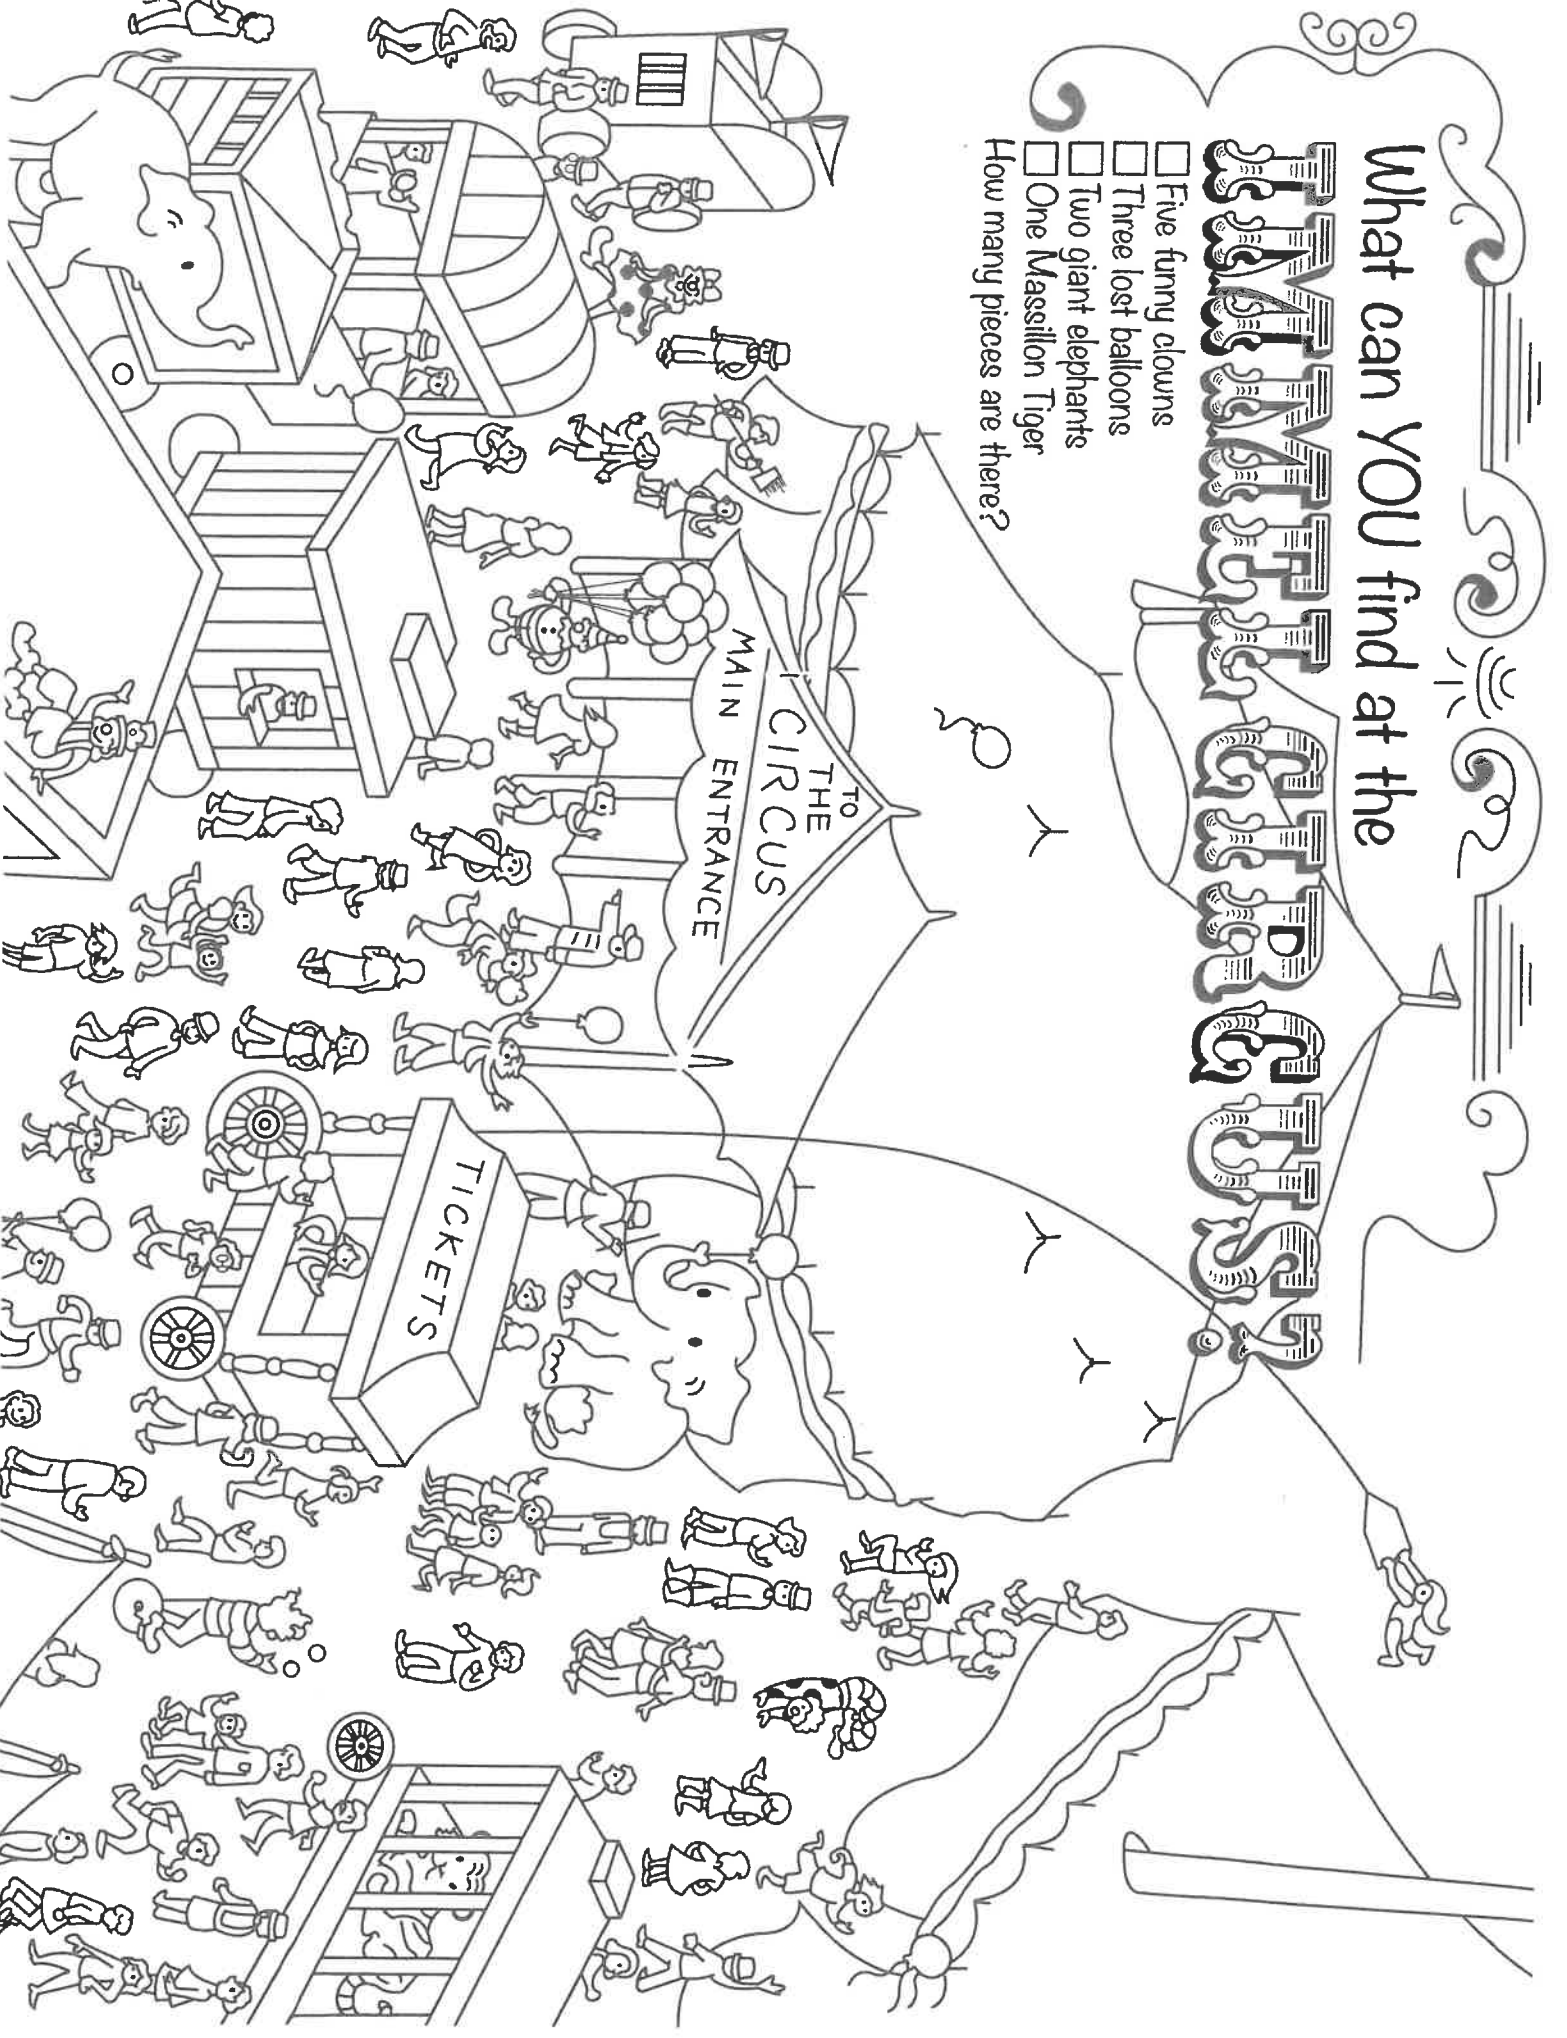 What can YOU find at the
IMMEL CIRCUS?
Five funny clowns
Three lost balloons
Two giant elephants
One Massillon Tiger
How many pieces are there?
TO
THE
CIRCUS
MAIN ENTRANCE
TICKETS